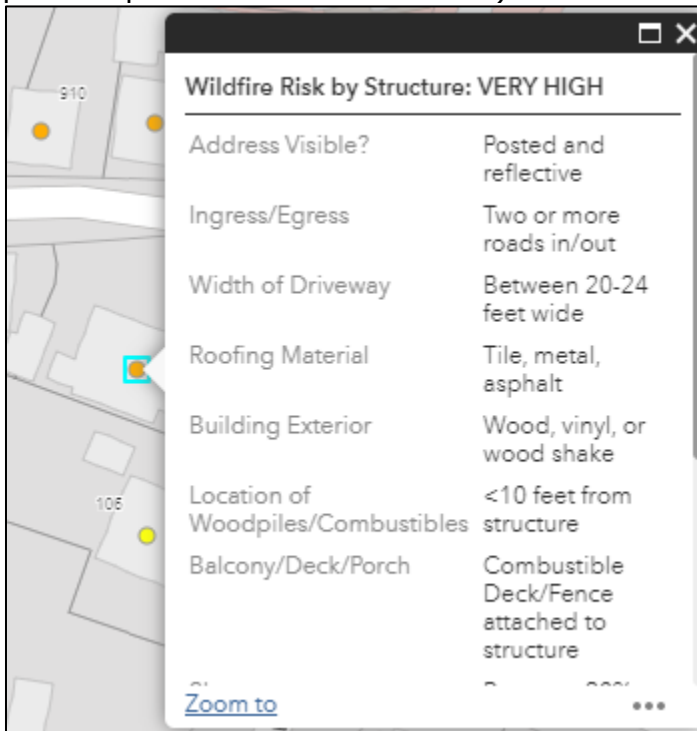 Wildfire Risk by Structure: VERY HIGH
910
Address Visible? Posted and
reflective
Ingress/Egress Two or more
roads in/out
Width of Driveway Between 20-24
feet wide
Roofing Material Tile, metal,
asphalt
Building Exterior Wood, vinyl, or
wood shake
Location of <10 feet from
Woodpiles/Combustibles structure
105
Balcony/Deck/Porch Combustible
Deck/Fence
attached to
structure
Zoom to